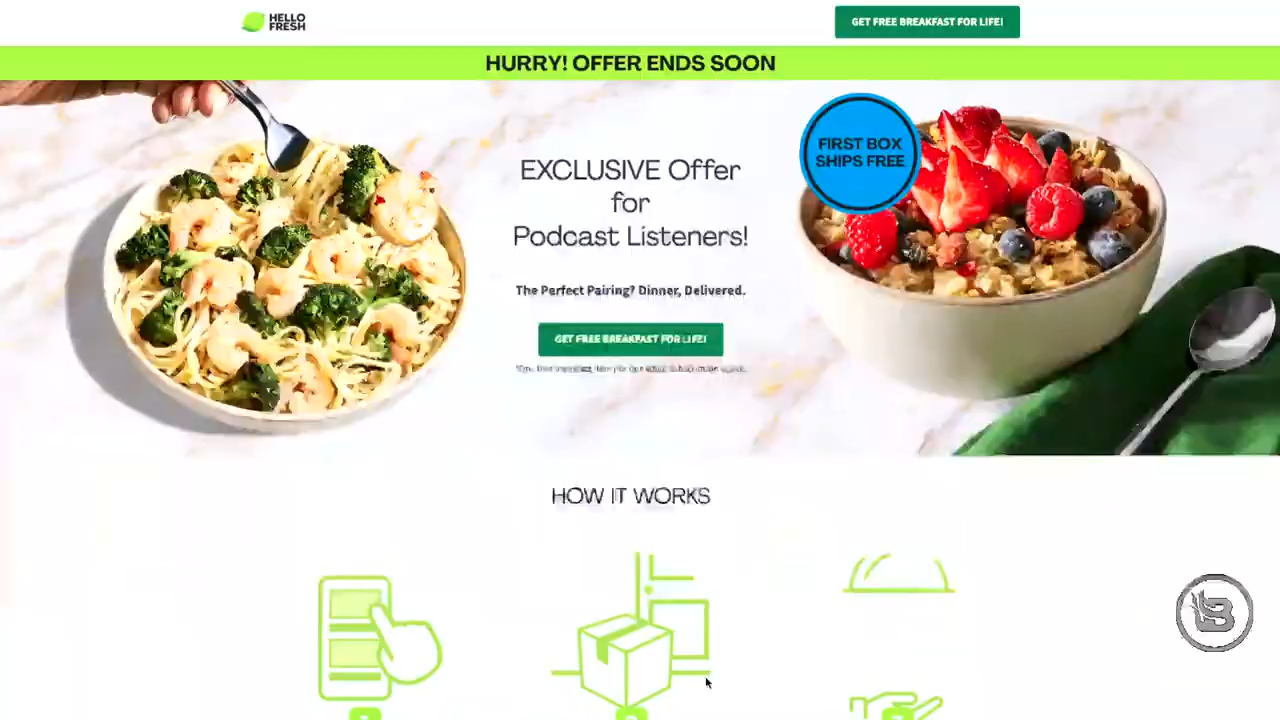 HELLO
FRESH
GET FREE BREAKFAST FOR LIFE!
HURRY! OFFER ENDS SOON
FIRST BOX
SHIPS FREE
EXCLUSIVE Offer
for
Podcast Listeners!
The Perfect Pairing? Dinner, Delivered.
GET FREE BREAKFAST FOR LIFE!
HOW IT WORKS